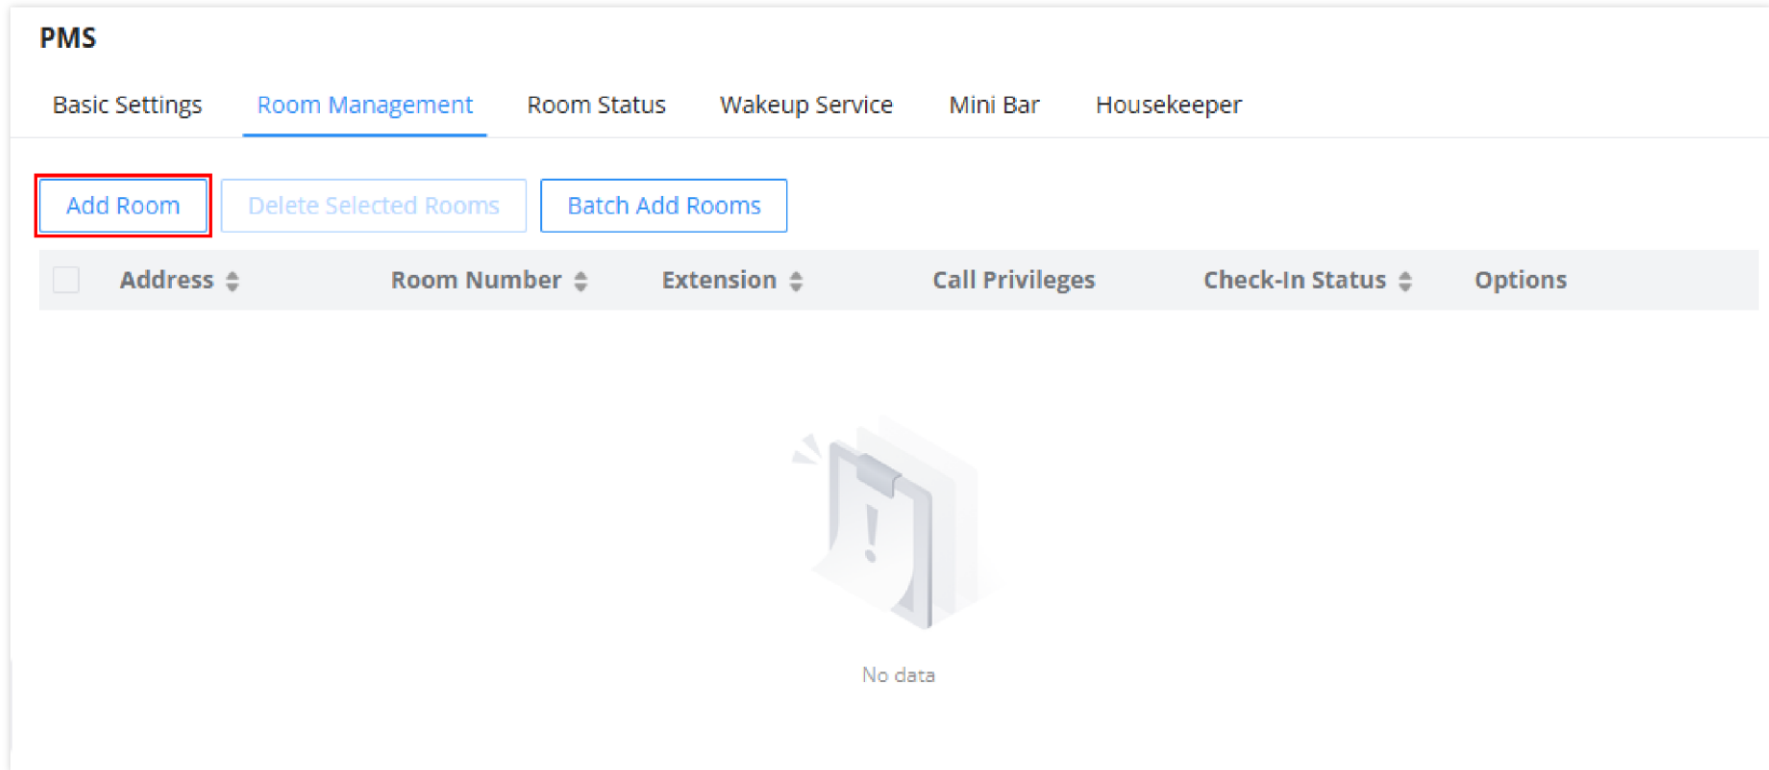 PMS
Basic Settings Room Management Room Status Wakeup Service Mini Bar Housekeeper
Add Room Delete Selected Rooms Batch Add Rooms
Address Room Number Extension Call Privileges Check-In Status Options
No data